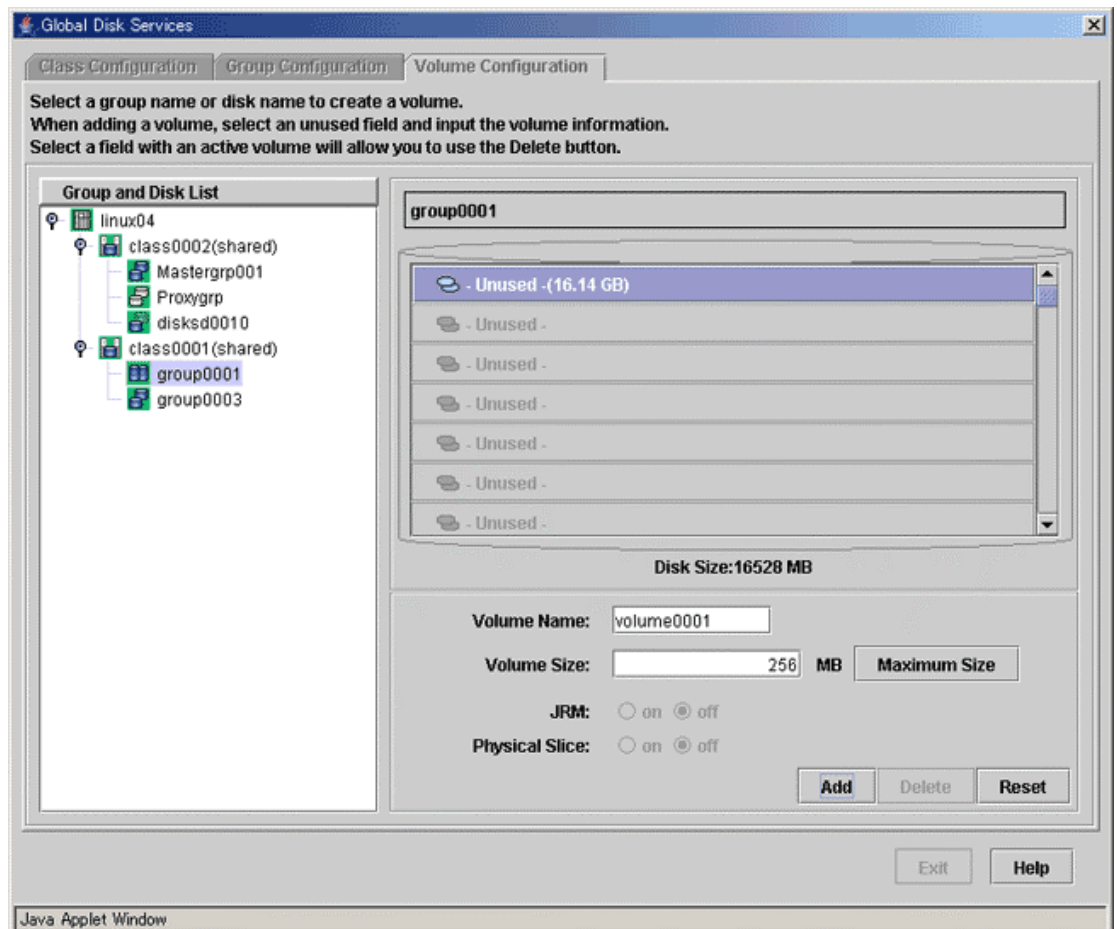 Global Disk Services
Class Configuration Group Configuration Volume Configuration
Select a group name or disk name to create a volume.
When adding a volume, select an unused field and input the volume information.
Select a field with an active volume will allow you to use the Delete button.
Group and Disk List
linux04
class0002(shared)
Mastergrp001
Proxygrp
disksd0010
class0001(shared)
group0001
group0003
group0001
- Unused -(16.14 GB)
- Unused -
- Unused -
- Unused -
- Unused -
- Unused -
- Unused -
Disk Size:16528 MB
Volume Name: volume0001
Volume Size: 256 MB Maximum Size
JRM: on off
Physical Slice: on off
Add Delete Reset
Exit Help
Java Applet Window